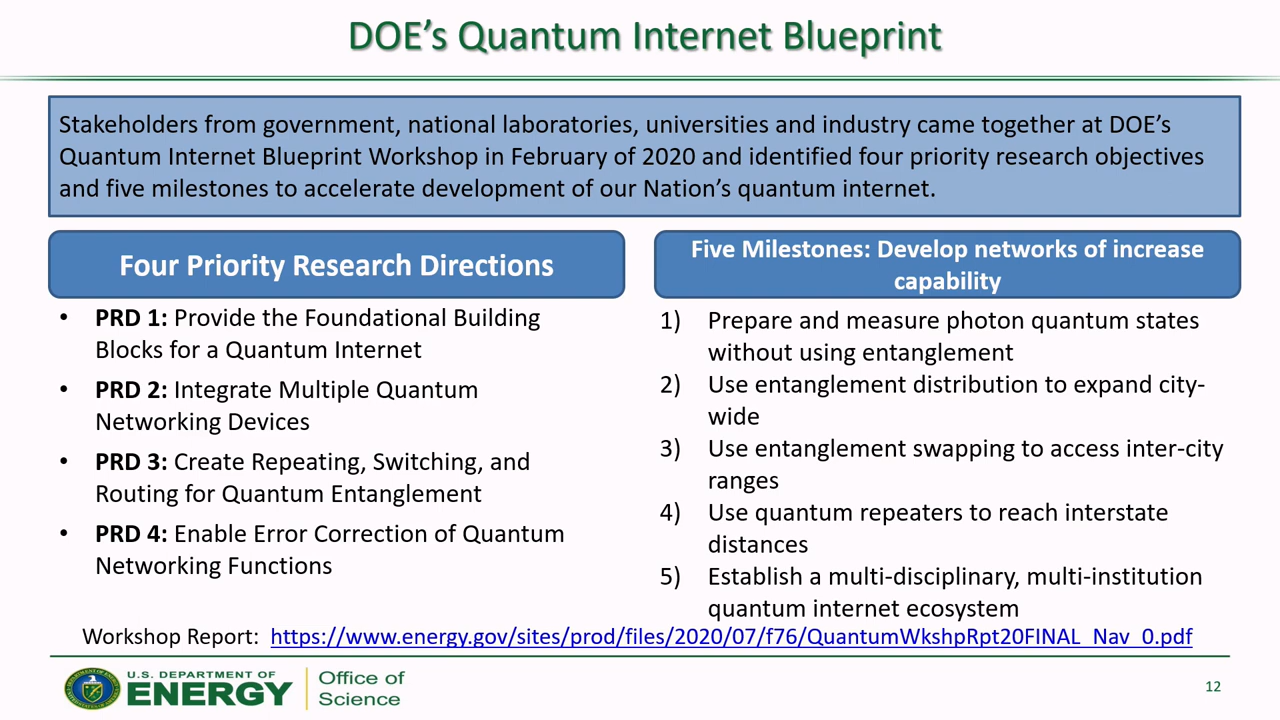 DOE’s Quantum Internet Blueprint
Stakeholders from government, national laboratories, universities and industry came together at DOE’s
Quantum Internet Blueprint Workshop in February of 2020 and identified four priority research objectives
and five milestones to accelerate development of our Nation’s quantum internet.
Four Priority Research Directions
• PRD 1: Provide the Foundational Building
Blocks for a Quantum Internet
• PRD 2: Integrate Multiple Quantum
Networking Devices
• PRD 3: Create Repeating, Switching, and
Routing for Quantum Entanglement
• PRD 4: Enable Error Correction of Quantum
Networking Functions
Five Milestones: Develop networks of increase
capability
1) Prepare and measure photon quantum states
without using entanglement
2) Use entanglement distribution to expand city-
wide
3) Use entanglement swapping to access inter-city
ranges
4) Use quantum repeaters to reach interstate
distances
5) Establish a multi-disciplinary, multi-institution
quantum internet ecosystem
Workshop Report: https://www.energy.gov/sites/prod/files/2020/07/f76/QuantumWkshpRpt20FINAL_Nav_0.pdf
U.S. DEPARTMENT OF
ENERGY
Office of
Science
12